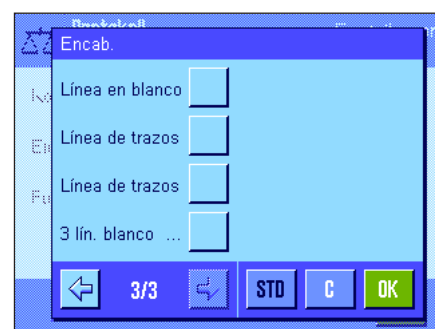 Encab.
Línea en blanco
Línea de trazos
Línea de trazos
3 lín. blanco ...
3/3
STD
C
OK